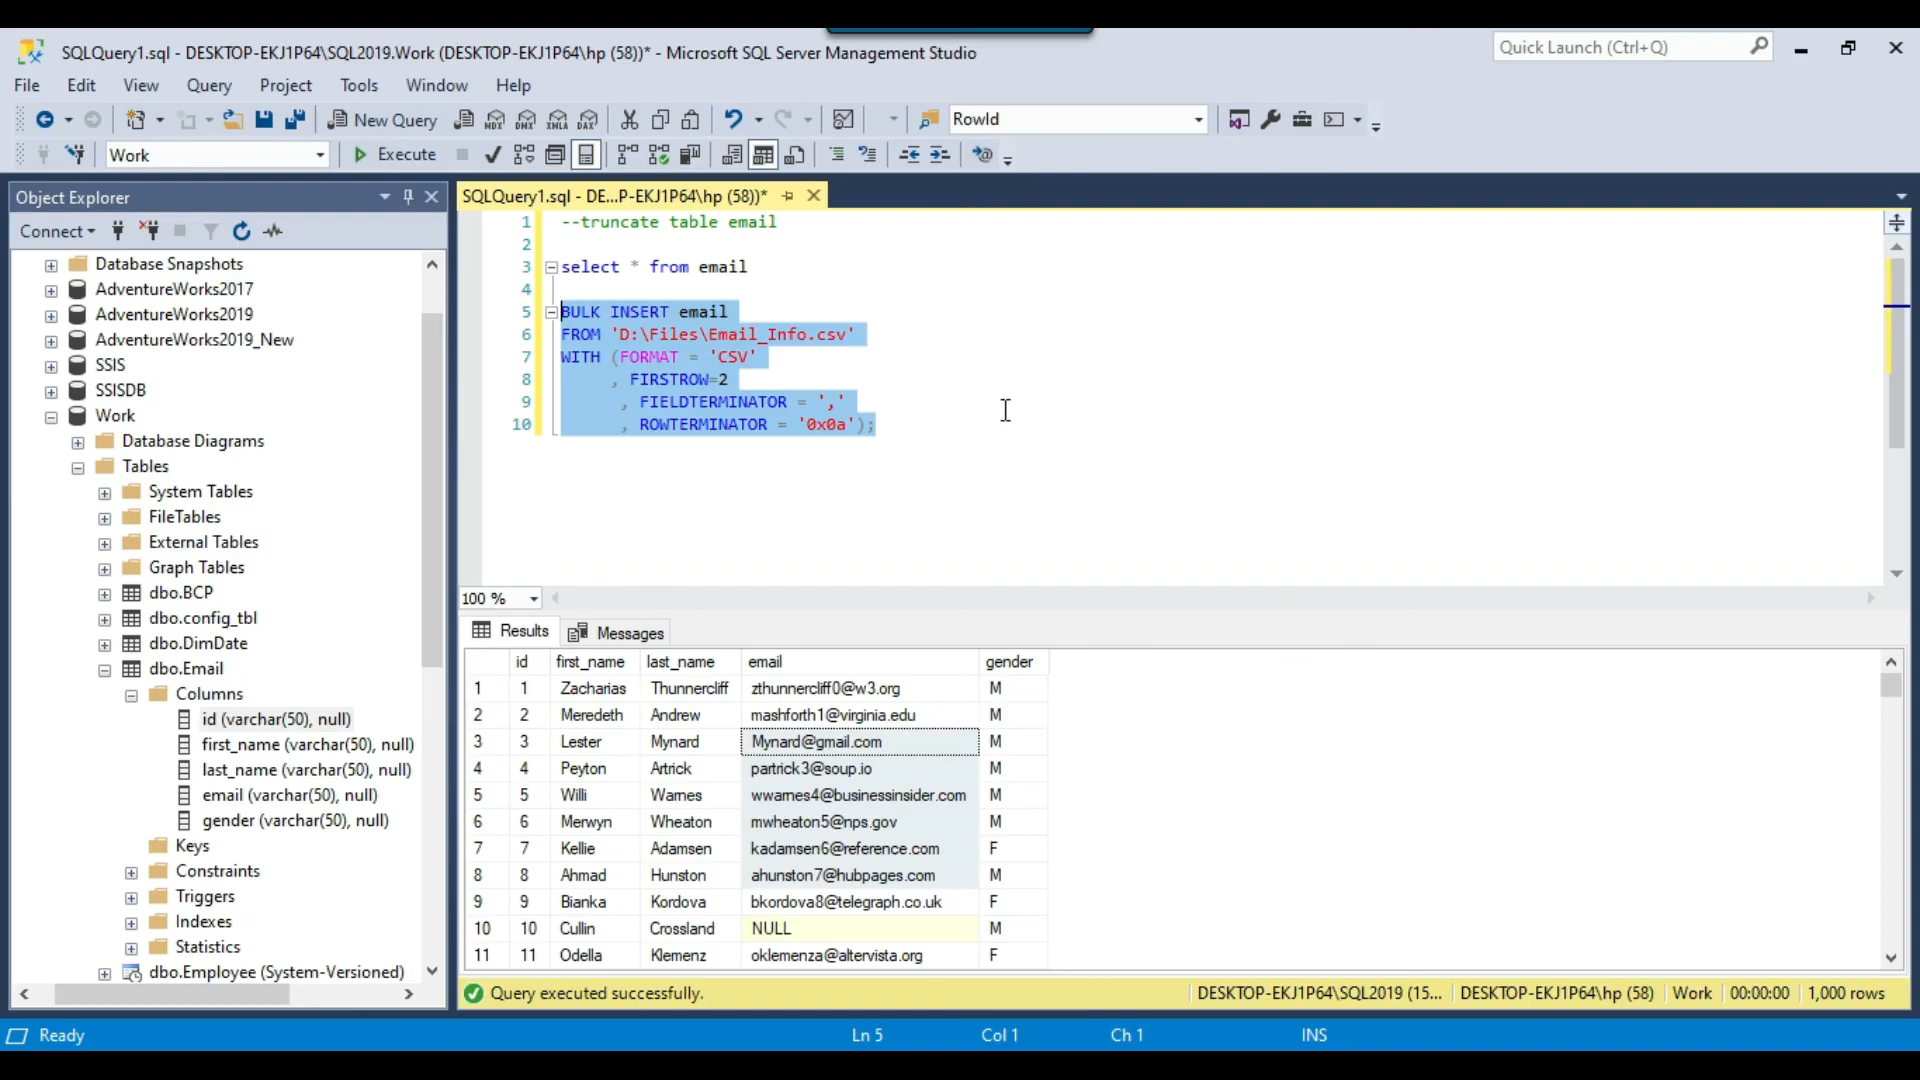 SQLQuery1.sql - DESKTOP-EKJ1P64\SQL2019.Work (DESKTOP-EKJ1P64\hp (58))* - Microsoft SQL Server Management Studio
Quick Launch (Ctrl+Q)
File Edit View Query Project Tools Window Help
New Query
MDX DMX XMLA DAX
RowId
Work
Execute
Object Explorer
Connect
Database Snapshots
AdventureWorks2017
AdventureWorks2019
AdventureWorks2019_New
SSIS
SSISDB
Work
Database Diagrams
Tables
System Tables
FileTables
External Tables
Graph Tables
dbo.BCP
dbo.config_tbl
dbo.DimDate
dbo.Email
Columns
id (varchar(50), null)
first_name (varchar(50), null)
last_name (varchar(50), null)
email (varchar(50), null)
gender (varchar(50), null)
Keys
Constraints
Triggers
Indexes
Statistics
dbo.Employee (System-Versioned)
SQLQuery1.sql - DE...P-EKJ1P64\hp (58))*
1 --truncate table email
2
3 select * from email
4
5 BULK INSERT email
6 FROM 'D:\Files\Email_Info.csv'
7 WITH (FORMAT = 'CSV'
8 , FIRSTROW=2
9 , FIELDTERMINATOR = ','
10 , ROWTERMINATOR = '0x0a');
100 %
Results Messages
id first_name last_name email gender
1 1 Zacharias Thunnercliff zthunnercliff0@w3.org M
2 2 Meredeth Andrew mashforth1@virginia.edu M
3 3 Lester Mynard Mynard@gmail.com M
4 4 Peyton Artrick partrick3@soup.io M
5 5 Willi Warnes wwarnes4@businessinsider.com M
6 6 Merwyn Wheaton mwheaton5@nps.gov M
7 7 Kellie Adamsen kadamsen6@reference.com F
8 8 Ahmad Hunston ahunston7@hubpages.com M
9 9 Bianka Kordova bkordova8@telegraph.co.uk F
10 10 Cullin Crossland NULL M
11 11 Odella Klemenz oklemenza@altervista.org F
Query executed successfully.
DESKTOP-EKJ1P64\SQL2019 (15... DESKTOP-EKJ1P64\hp (58) Work 00:00:00 1,000 rows
Ready Ln 5 Col 1 Ch 1 INS